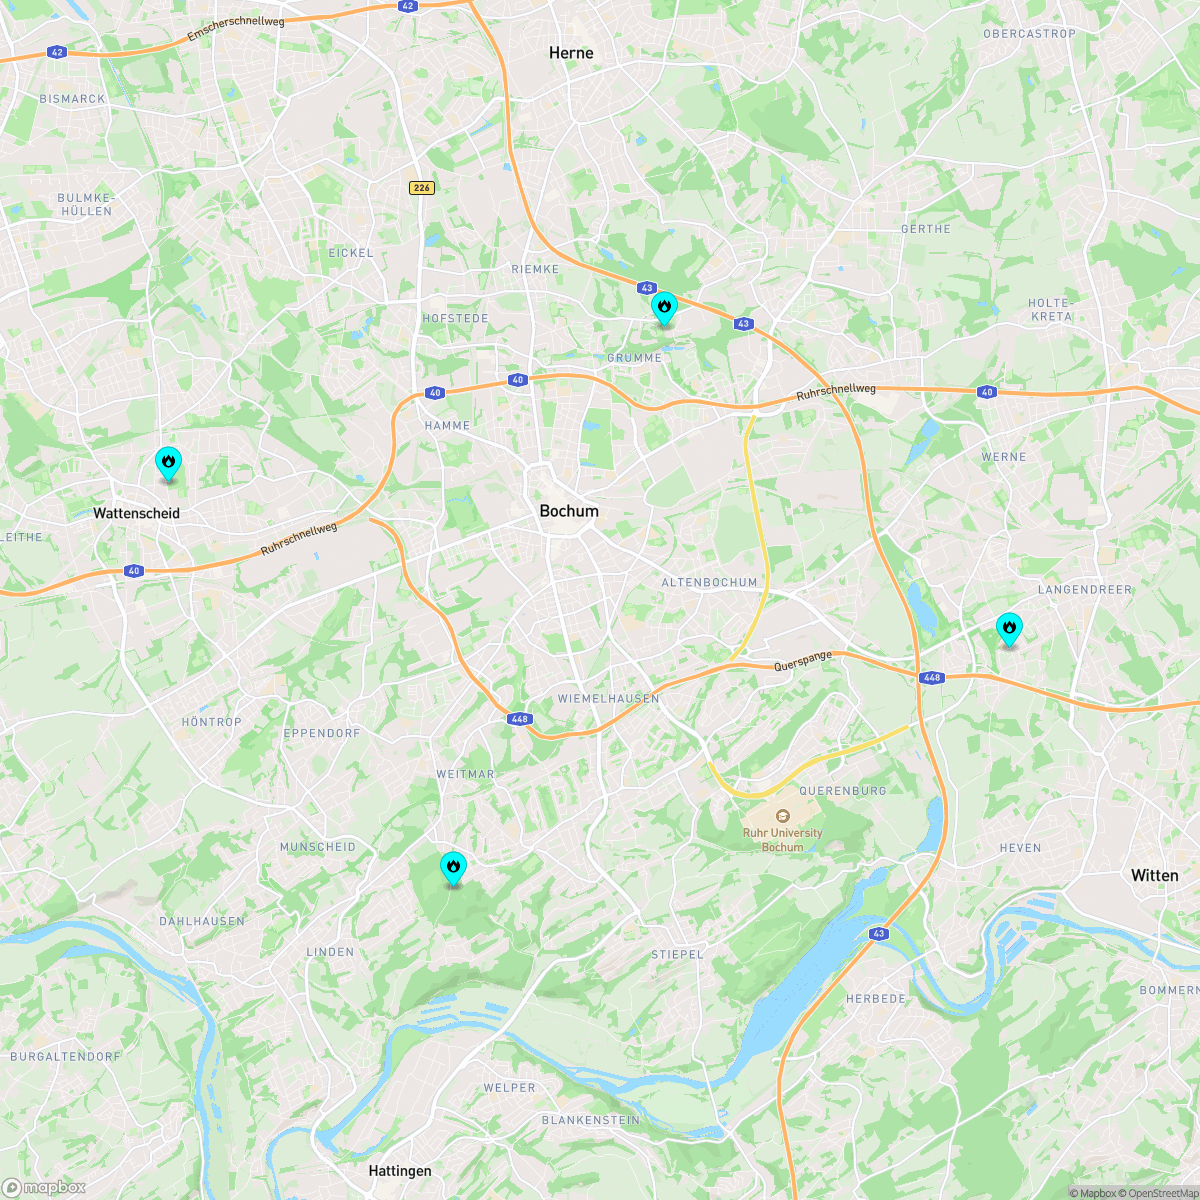 42
Emscherschnellweg
OBERCASTROP
42
Herne
BISMARCK
226
BULMKE-
HÜLLEN
GERTHE
EICKEL
RIEMKE
43
HOLTE-
KRETA
HOFSTEDE
43
GRUMME
40
40
Ruhrschnellweg
40
HAMME
WERNE
Wattenscheid
Bochum
LEITHE
Ruhrschnellweg
40
ALTENBOCHUM
LANGENDREER
Querspange
448
WIEMELHAUSEN
HÖNTROP
448
EPPENDORF
WEITMAR
QUERENBURG
Ruhr University
Bochum
MUNSCHEID
HEVEN
Witten
DAHLHAUSEN
43
LINDEN
STIEPEL
BOMMERN
HERBEDE
BURGALTENDORF
WELPER
BLANKENSTEIN
Hattingen
mapbox
© Mapbox © OpenStreetMap